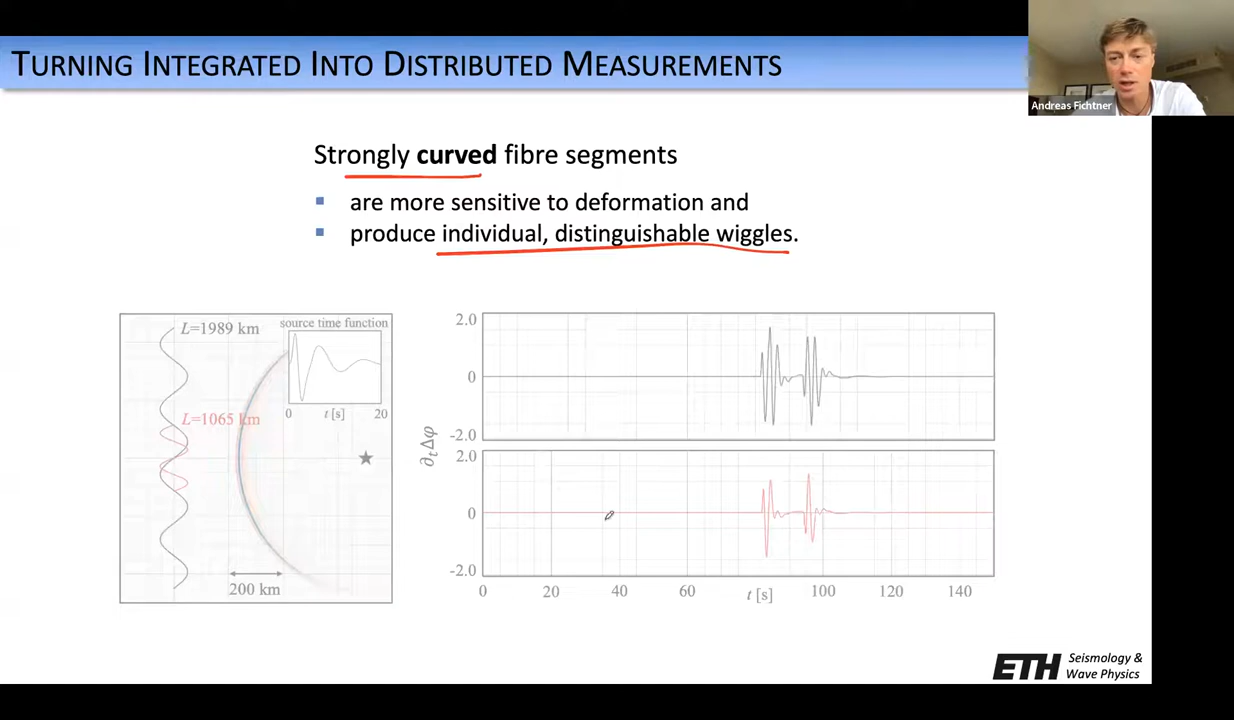 TURNING INTEGRATED INTO DISTRIBUTED MEASUREMENTS
Andreas Fichtner
Strongly curved fibre segments
are more sensitive to deformation and
produce individual, distinguishable wiggles.
L=1989 km
source time function
0 t [s] 20
L=1065 km
200 km
∂tΔφ
2.0
0
-2.0
2.0
0
-2.0
0 20 40 60 t [s] 100 120 140
ETH Seismology &
Wave Physics